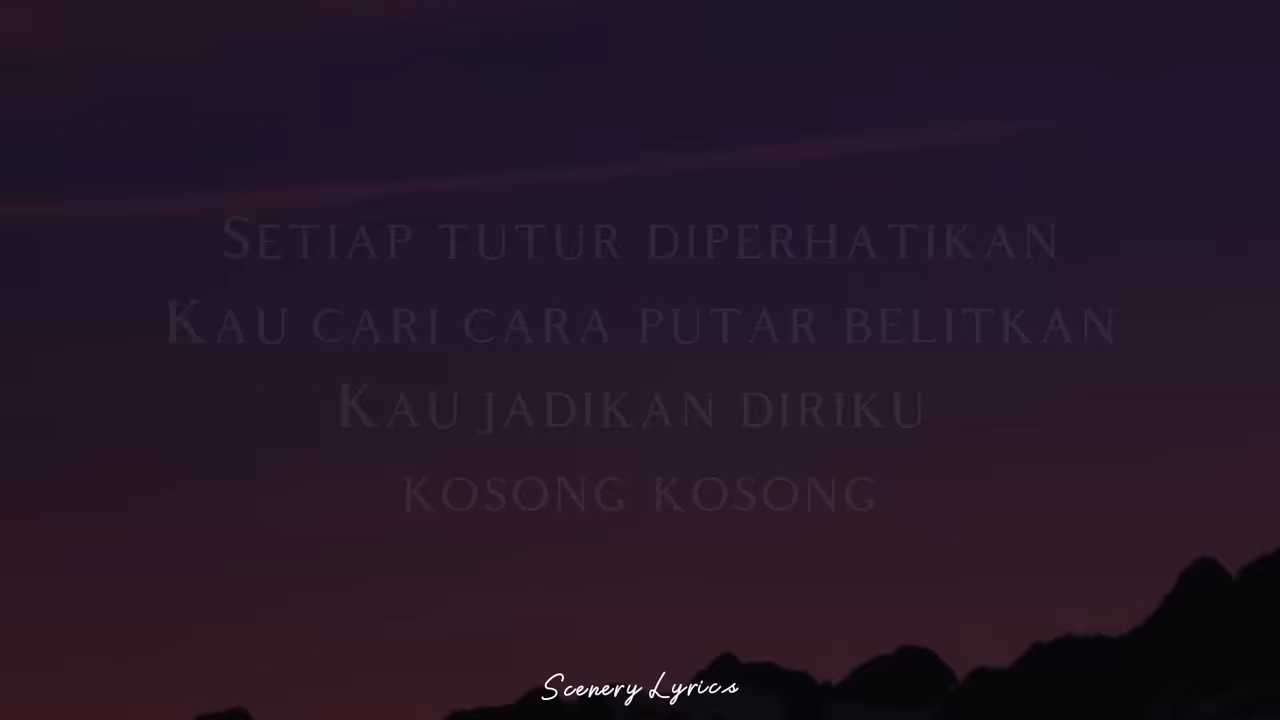 Setiap tutur diperhatikan
Kau cari cara putar belitkan
Kau jadikan diriku
kosong kosong
Scenery Lyrics